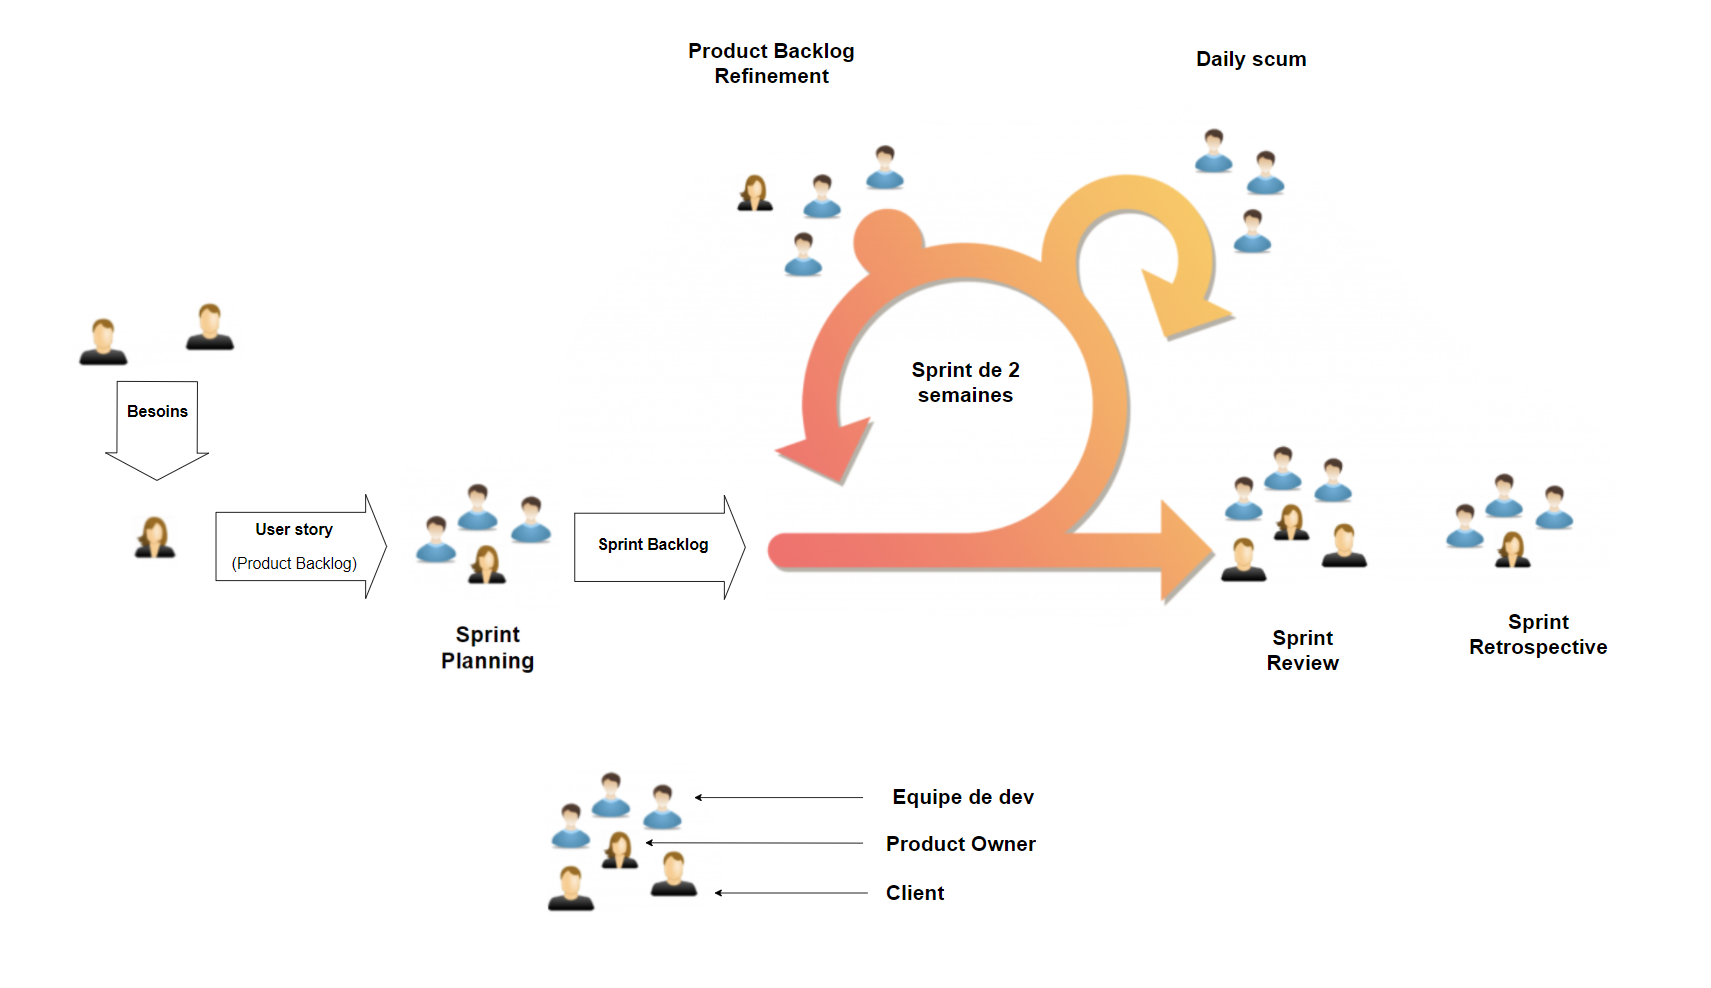 Product Backlog
Refinement
Daily scum
Sprint de 2
semaines
Besoins
User story
(Product Backlog)
Sprint Backlog
Sprint
Planning
Sprint
Review
Sprint
Retrospective
Equipe de dev
Product Owner
Client